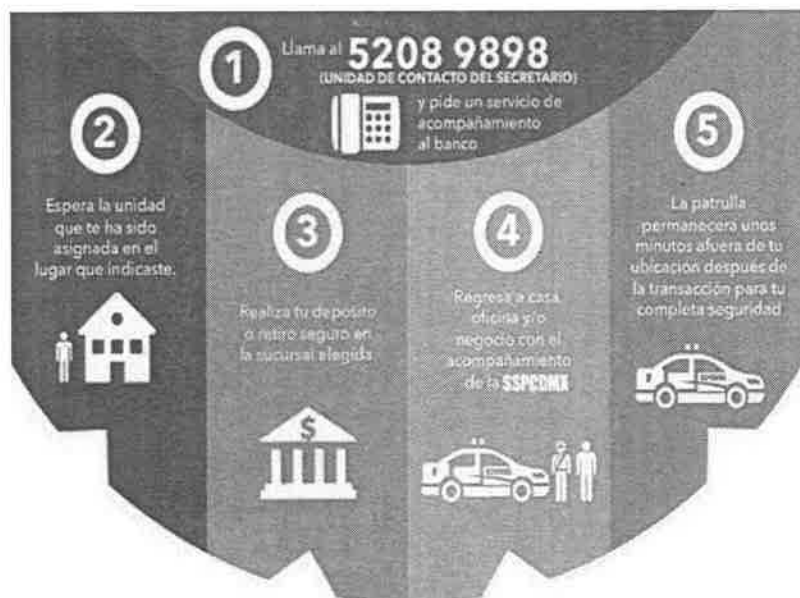 1
Llama al 5208 9898
(UNIDAD DE CONTACTO DEL SECRETARIO)
y pide un servicio de
acompañamiento
al banco
2
Espera la unidad
que te ha sido
asignada en el
lugar que indicaste.
3
Realiza tu depósito
o retiro seguro en
la sucursal elegida
$
4
Regresa a casa
oficina y/o
negocio con el
acompañamiento
de la SSPCDMX
5
La patrulla
permanecerá unos
minutos afuera de tu
ubicación después de
la transacción para tu
completa seguridad